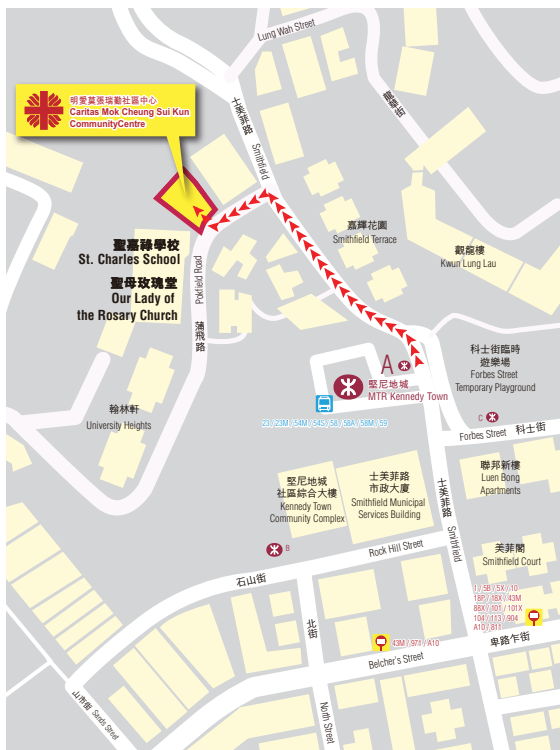 Lung Wah Street
明愛莫張瑞勤社區中心
Caritas Mok Cheung Sui Kun
CommunityCentre
士美菲路
Smithfield
龍華街
嘉輝花園
Smithfield Terrace
觀龍樓
Kwun Lung Lau
聖嘉祿學校
St. Charles School
聖母玫瑰堂
Our Lady of
the Rosary Church
Pokfield Road
蒲飛路
A
堅尼地城
MTR Kennedy Town
23 / 23M / 54M / 54S / 58 / 58A / 58M / 59
科士街臨時
遊樂場
Forbes Street
Temporary Playground
C
Forbes Street
科士街
翰林軒
University Heights
堅尼地城
社區綜合大樓
Kennedy Town
Community Complex
士美菲路
市政大廈
Smithfield Municipal
Services Building
士美菲路
Smithfield
聯邦新樓
Luen Bong
Apartments
B
Rock Hill Street
石山街
美菲閣
Smithfield Court
1 / 5B / 5X / 10
18P / 18X / 43M
88X / 101 / 101X
104 / 113 / 904
A10 / 811
北街
43M / 971 / A10
卑路乍街
Belcher's Street
山市街 Sands Street
North Street